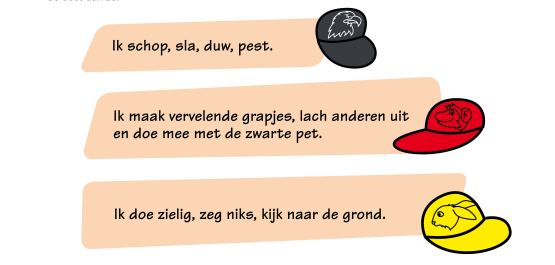 Ik schop, sla, duw, pest.
Ik maak vervelende grapjes, lach anderen uit
en doe mee met de zwarte pet.
Ik doe zielig, zeg niks, kijk naar de grond.